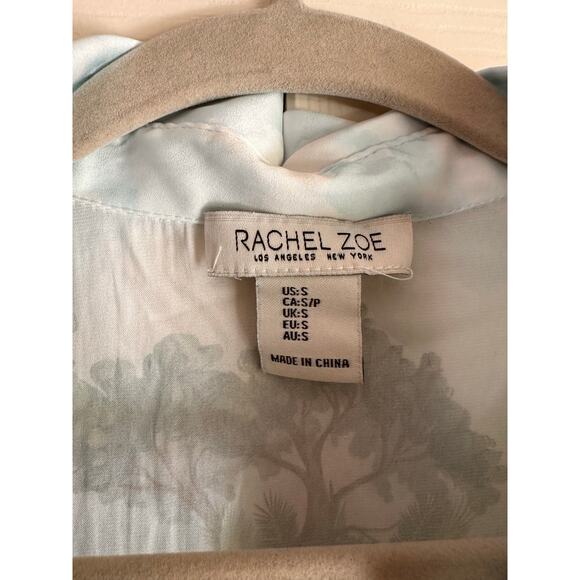 RACHEL ZOE
LOS ANGELES NEW YORK
US:S
CA:S/P
UK:S
EU:S
AU:S
MADE IN CHINA